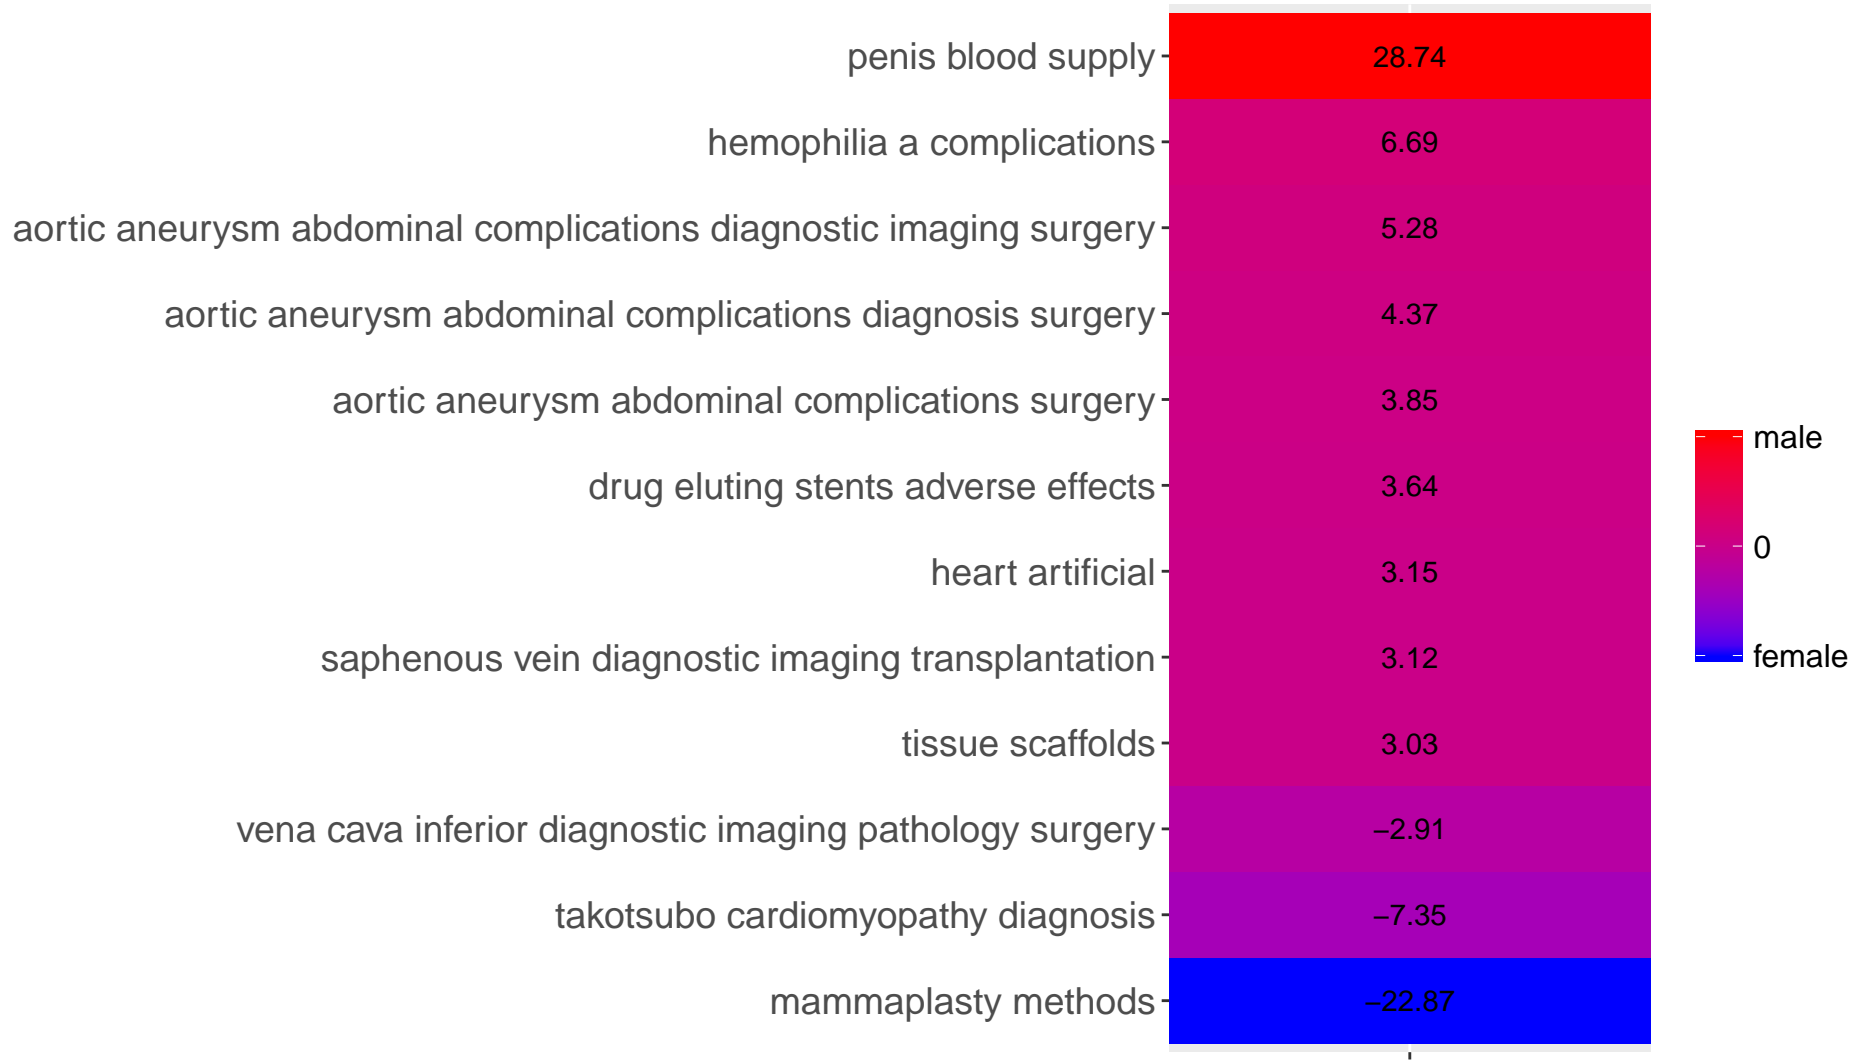 penis blood supply 28.74
hemophilia a complications 6.69
aortic aneurysm abdominal complications diagnostic imaging surgery 5.28
aortic aneurysm abdominal complications diagnosis surgery 4.37
aortic aneurysm abdominal complications surgery 3.85
drug eluting stents adverse effects 3.64
heart artificial 3.15
saphenous vein diagnostic imaging transplantation 3.12
tissue scaffolds 3.03
vena cava inferior diagnostic imaging pathology surgery −2.91
takotsubo cardiomyopathy diagnosis −7.35
mammaplasty methods −22.87
male
0
female